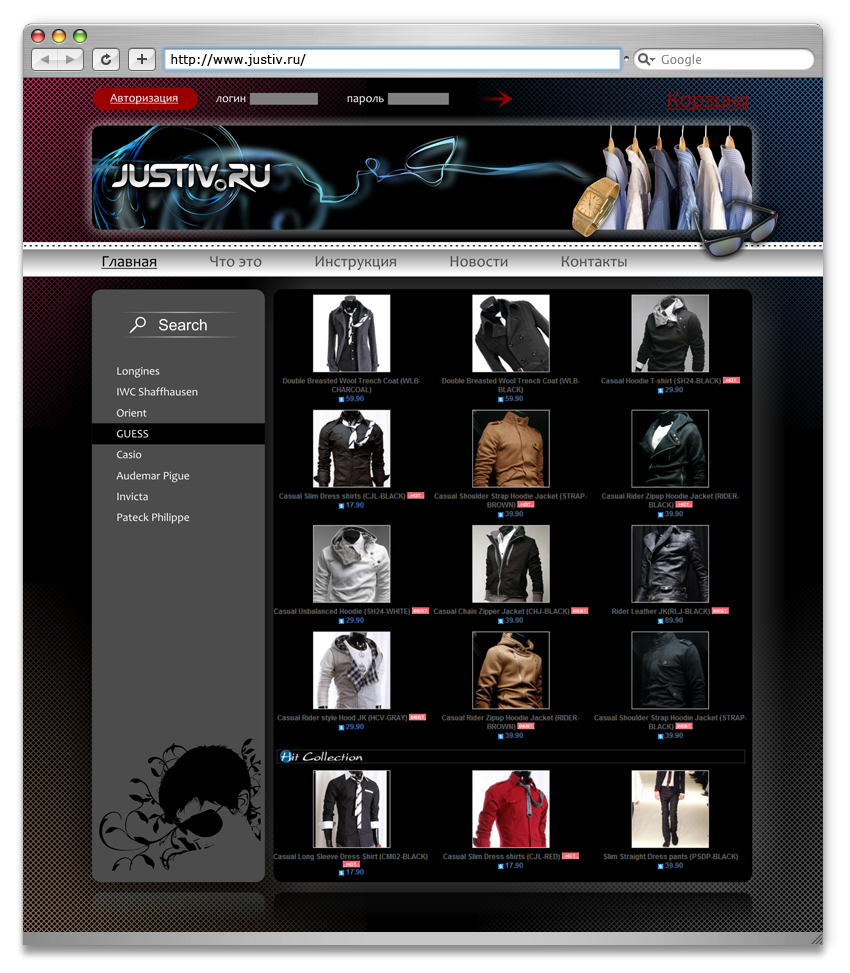 http://www.justiv.ru/
Google
Авторизация
логин
пароль
Корзина
JUSTIV.RU
Главная
Что это
Инструкция
Новости
Контакты
Search
Longines
IWC Shaffhausen
Orient
GUESS
Casio
Audemar Pigue
Invicta
Pateck Philippe
Double Breasted Wool Trench Coat (WLB-
CHARCOAL)
59.90
Double Breasted Wool Trench Coat (WLB-
BLACK)
59.90
Casual Hoodie T-shirt (SH24-BLACK) HOT
29.90
Casual Slim Dress shirts (CJL-BLACK) HOT
17.90
Casual Shoulder Strap Hoodie Jacket (STRAP-
BROWN) HOT
39.90
Casual Rider Zipup Hoodie Jacket (RIDER-
BLACK) HOT
39.90
Casual Unbalanced Hoodie (SH24-WHITE) BEST
29.90
Casual Chain Zipper Jacket (CHJ-BLACK) BEST
39.90
Rider Leather JK(RLJ-BLACK) BEST
89.90
Casual Rider style Hood JK (HCV-GRAY) BEST
29.90
Casual Rider Zipup Hoodie Jacket (RIDER-
BROWN) BEST
39.90
Casual Shoulder Strap Hoodie Jacket (STRAP-
BLACK) BEST
39.90
Hit Collection
Casual Long Sleeve Dress Shirt (CM02-BLACK)
HOT
17.90
Casual Slim Dress shirts (CJL-RED) HOT
17.90
Slim Straight Dress pants (PSDP-BLACK)
39.90